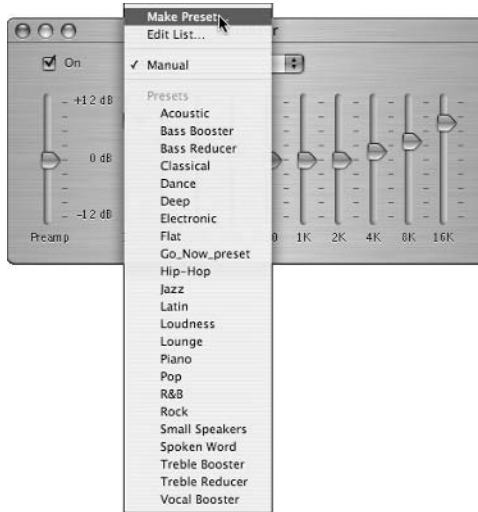 Make Preset...
Edit List...
On
✓ Manual
+12 dB
Presets
Acoustic
Bass Booster
Bass Reducer
0 dB
Classical
Dance
Deep
Electronic
-12 dB
Flat
Preamp
1K 2K 4K 8K 16K
Go_Now_preset
Hip-Hop
Jazz
Latin
Loudness
Lounge
Piano
Pop
R&B
Rock
Small Speakers
Spoken Word
Treble Booster
Treble Reducer
Vocal Booster